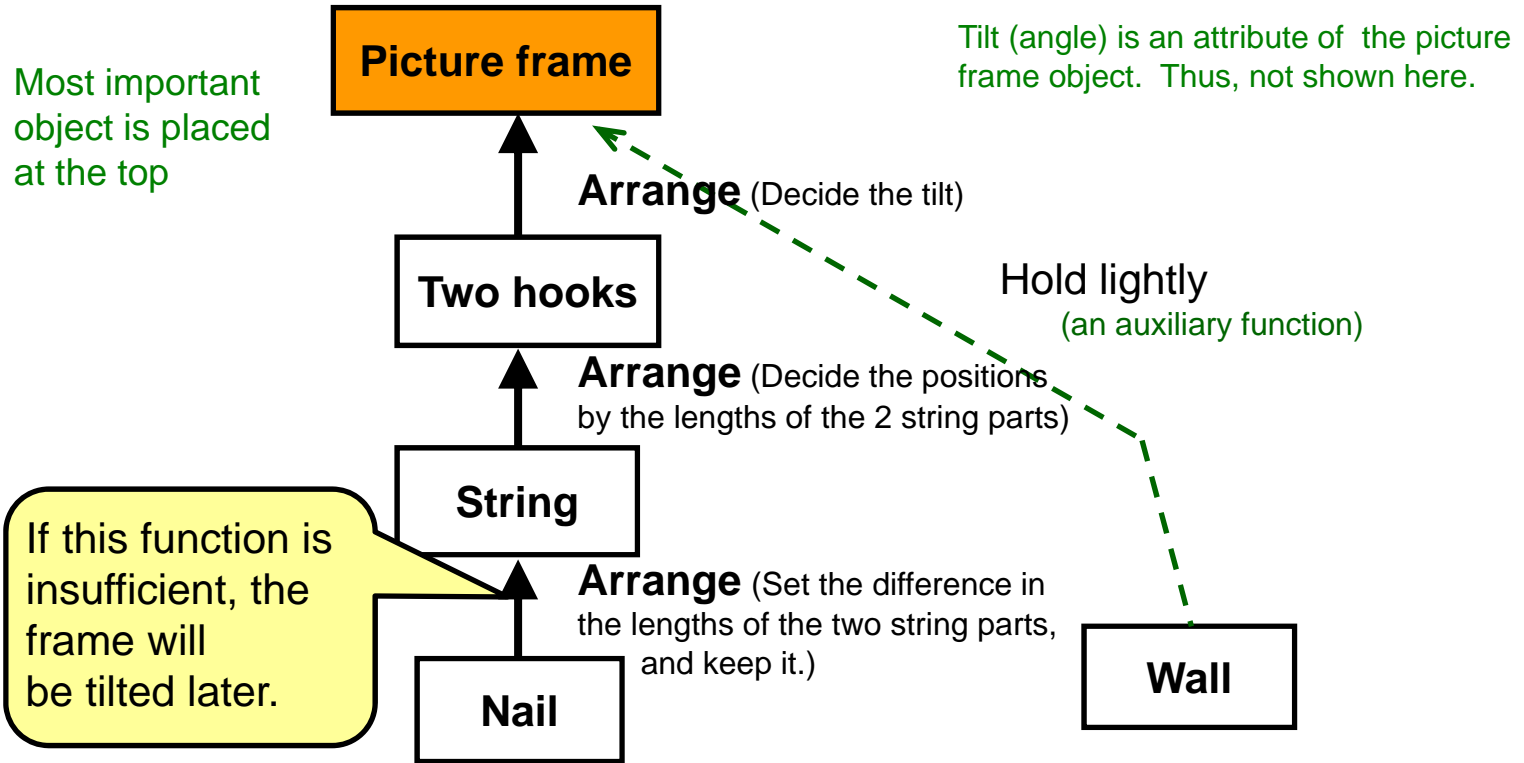 Picture frame
Tilt (angle) is an attribute of the picture
frame object. Thus, not shown here.
Most important
object is placed
at the top
Arrange (Decide the tilt)
Two hooks
Hold lightly
(an auxiliary function)
Arrange (Decide the positions
by the lengths of the 2 string parts)
String
If this function is
insufficient, the
frame will
be tilted later.
Arrange (Set the difference in
the lengths of the two string parts,
and keep it.)
Nail
Wall